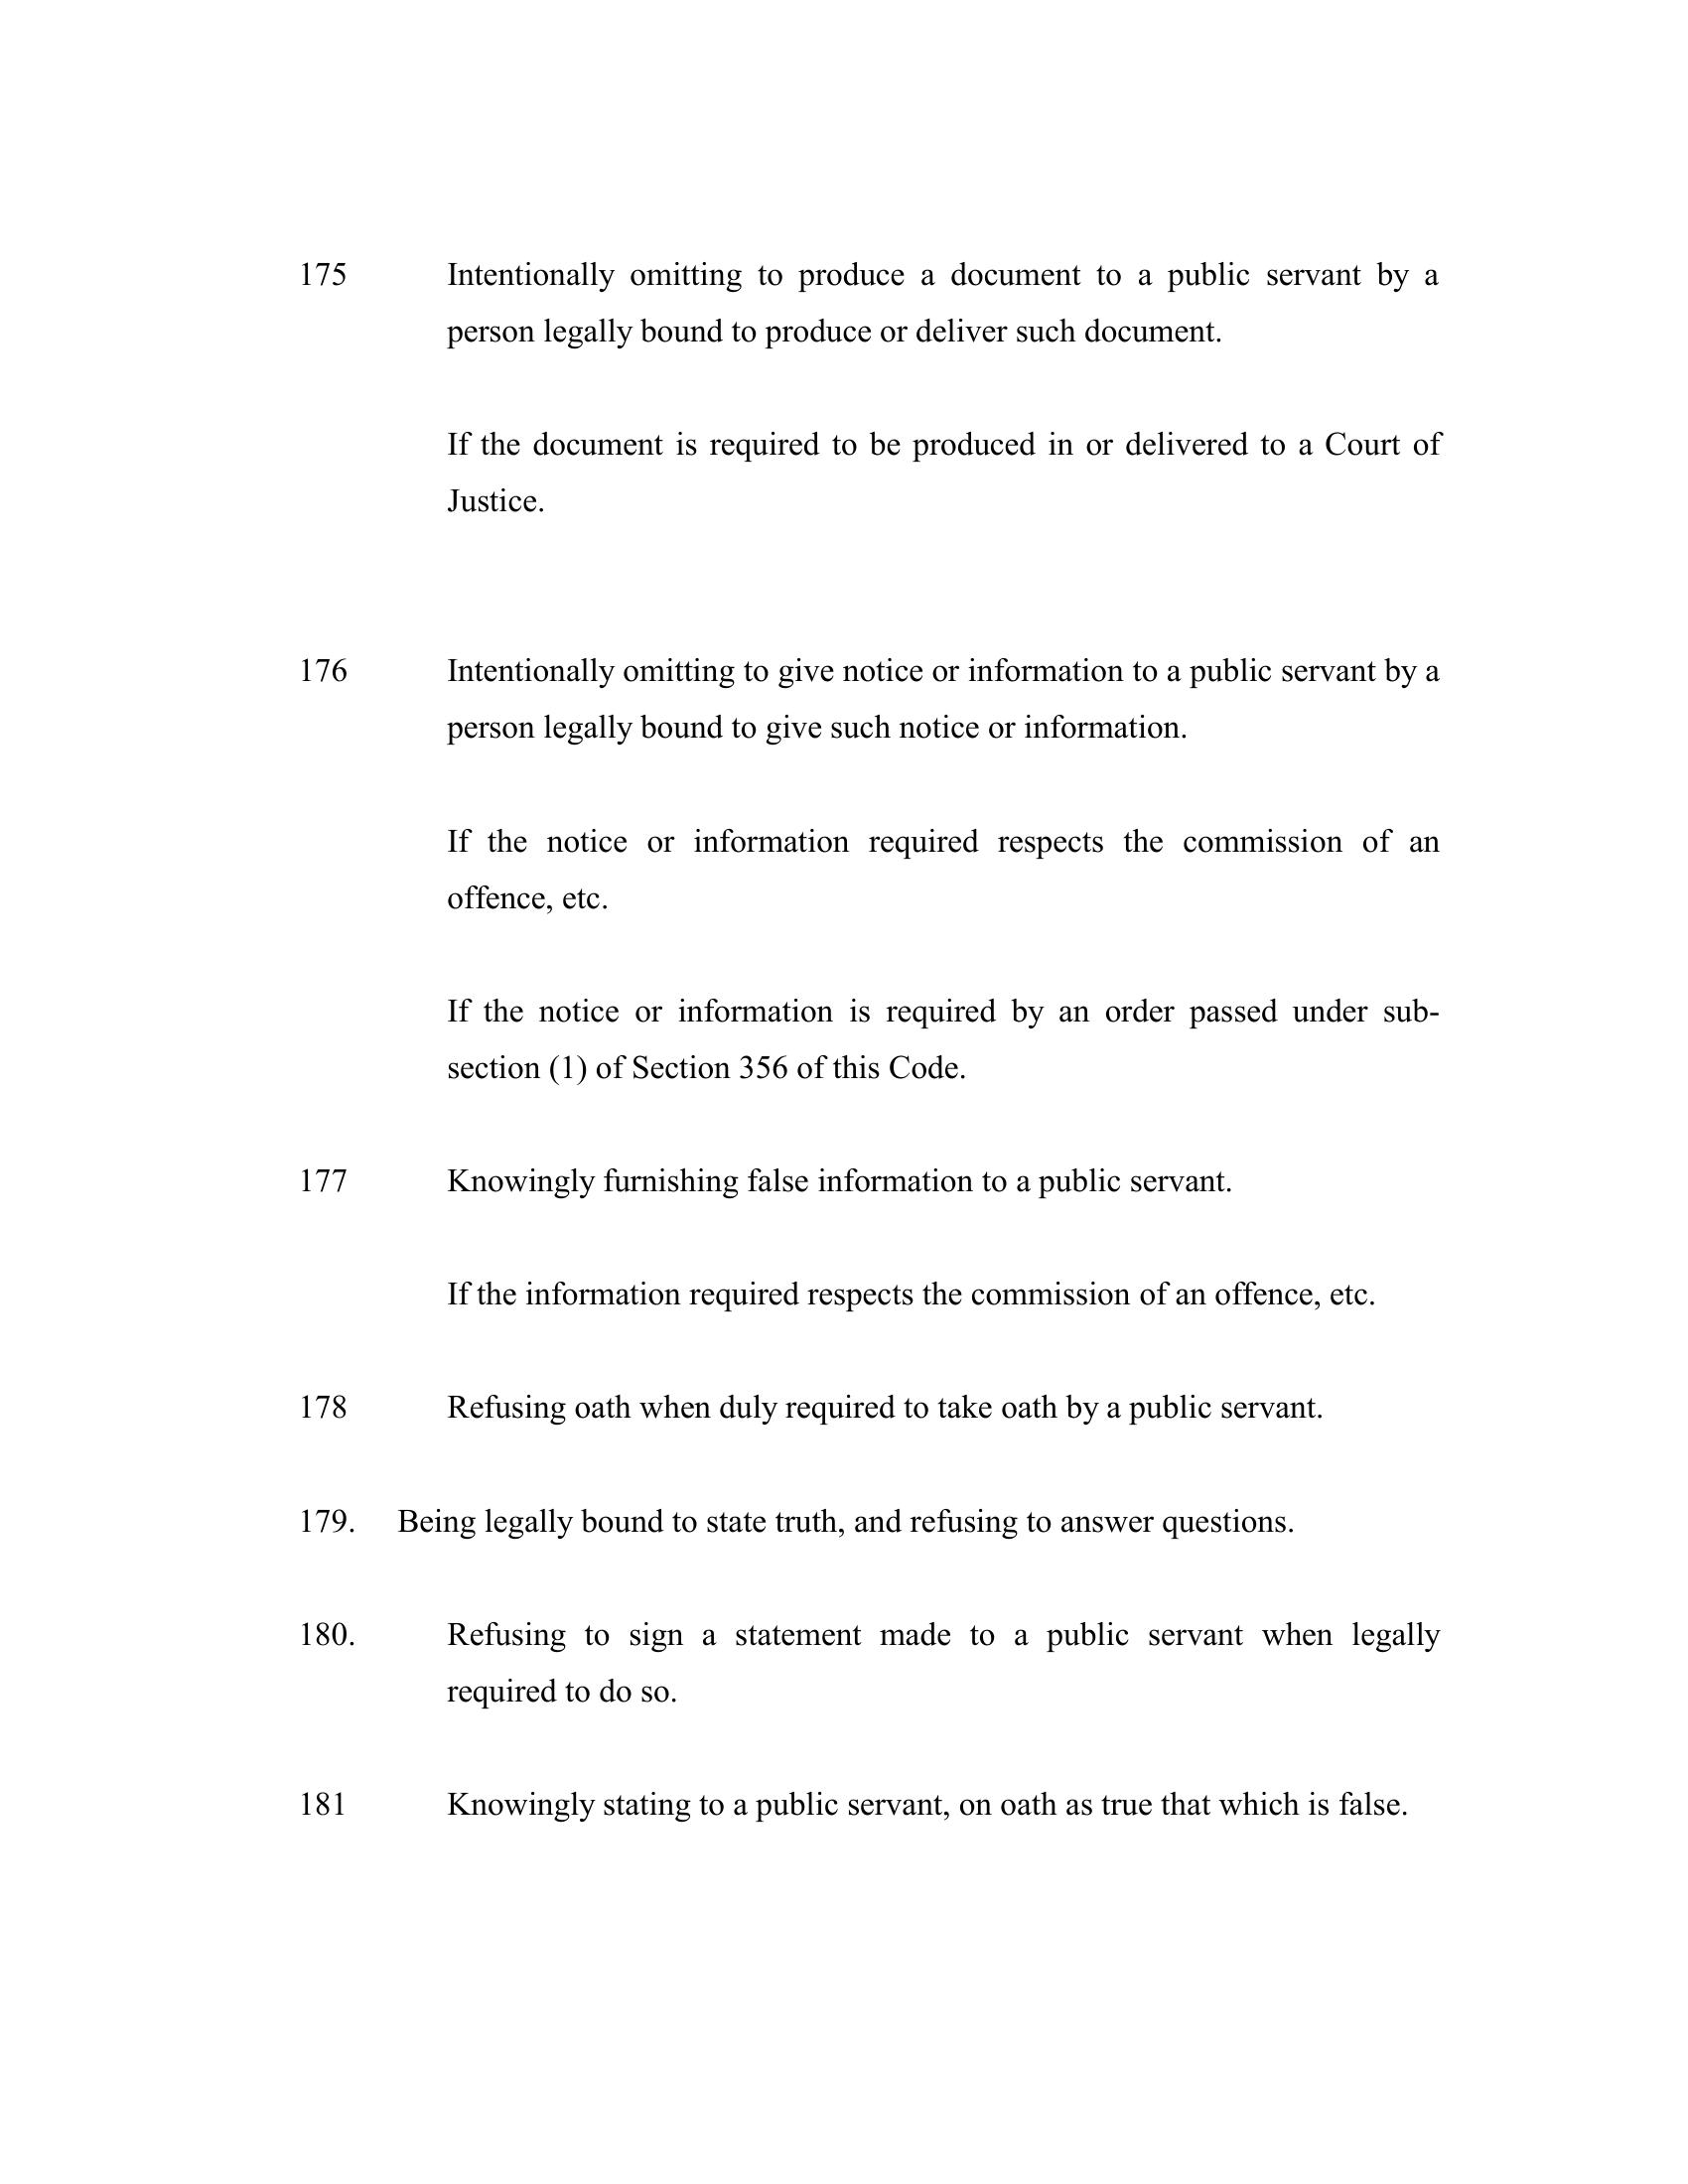 175 Intentionally omitting to produce a document to a public servant by a
person legally bound to produce or deliver such document.
If the document is required to be produced in or delivered to a Court of
Justice.
176 Intentionally omitting to give notice or information to a public servant by a
person legally bound to give such notice or information.
If the notice or information required respects the commission of an
offence, etc.
If the notice or information is required by an order passed under sub-
section (1) of Section 356 of this Code.
177 Knowingly furnishing false information to a public servant.
If the information required respects the commission of an offence, etc.
178 Refusing oath when duly required to take oath by a public servant.
179. Being legally bound to state truth, and refusing to answer questions.
180. Refusing to sign a statement made to a public servant when legally
required to do so.
181 Knowingly stating to a public servant, on oath as true that which is false.